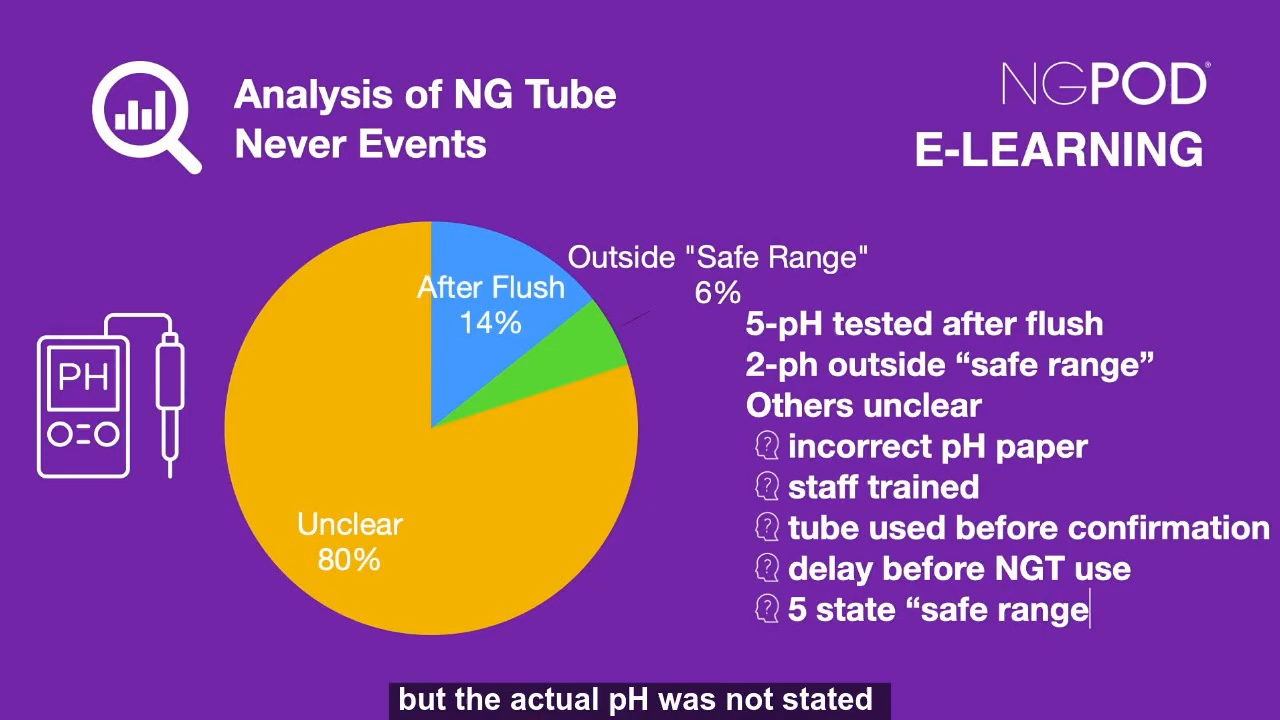 Analysis of NG Tube
Never Events
NGPOD®
E-LEARNING
After Flush
14%
Outside "Safe Range"
6%
Unclear
80%
PH
5-pH tested after flush
2-ph outside “safe range”
Others unclear
? incorrect pH paper
? staff trained
? tube used before confirmation
? delay before NGT use
? 5 state “safe range
but the actual pH was not stated